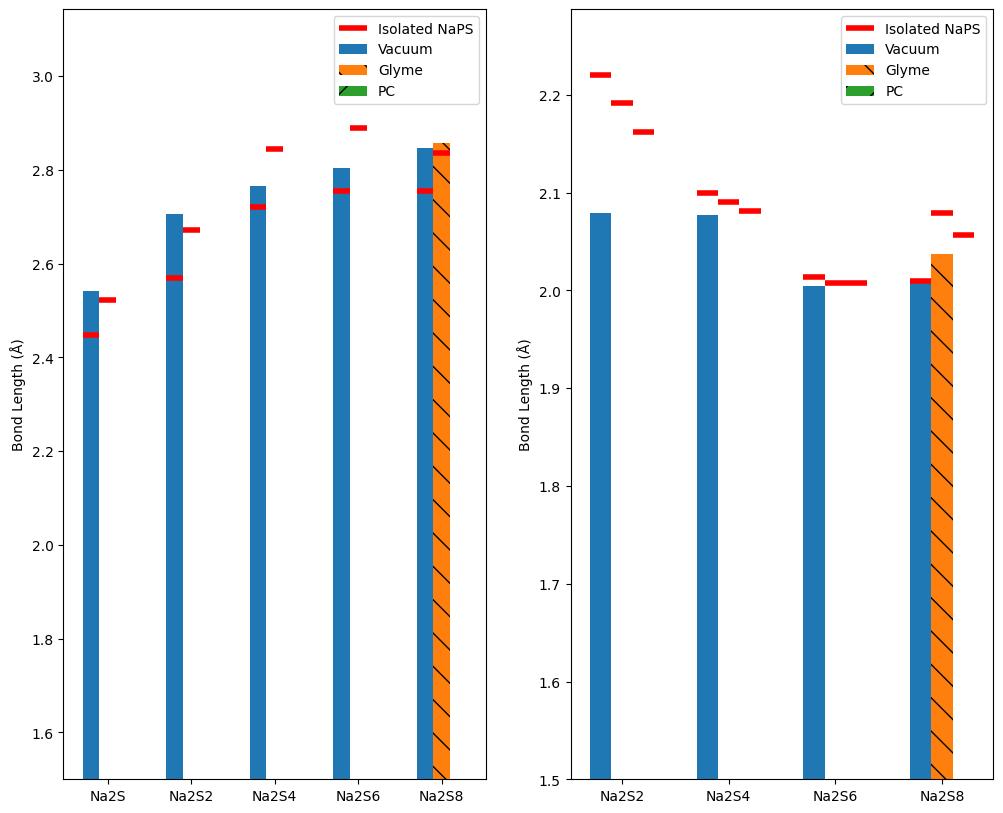 Isolated NaPS
Vacuum
Glyme
PC
Bond Length (Å)
3.0
2.8
2.6
2.4
2.2
2.0
1.8
1.6
Na2S
Na2S2
Na2S4
Na2S6
Na2S8
Isolated NaPS
Vacuum
Glyme
PC
Bond Length (Å)
2.2
2.1
2.0
1.9
1.8
1.7
1.6
1.5
Na2S2
Na2S4
Na2S6
Na2S8